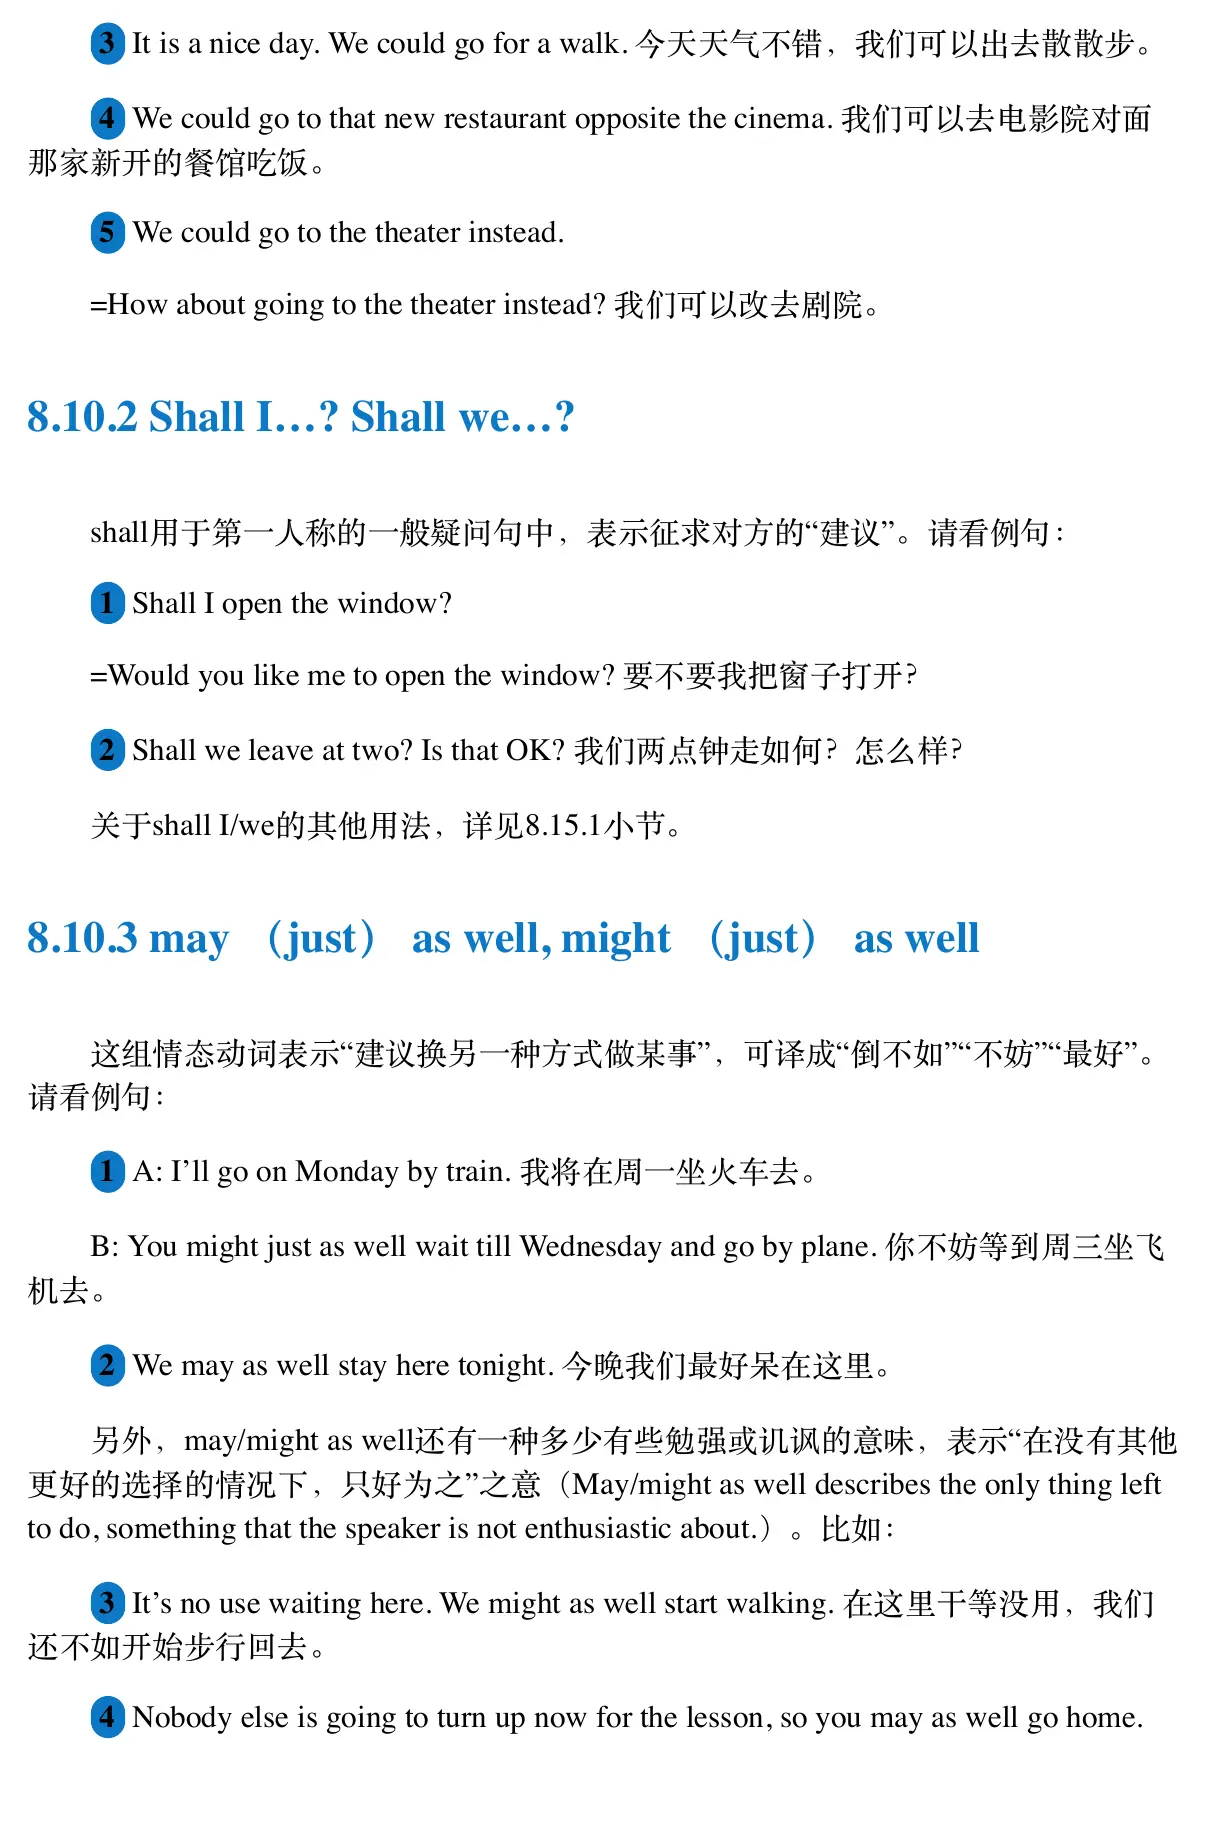 3 It is a nice day. We could go for a walk. 今天天气不错，我们可以出去散散步。
4 We could go to that new restaurant opposite the cinema. 我们可以去电影院对面
那家新开的餐馆吃饭。
5 We could go to the theater instead.
=How about going to the theater instead? 我们可以改去剧院。
8.10.2 Shall I…? Shall we…?
shall用于第一人称的一般疑问句中，表示征求对方的“建议”。请看例句：
1 Shall I open the window?
=Would you like me to open the window? 要不要我把窗子打开？
2 Shall we leave at two? Is that OK? 我们两点钟走如何？怎么样？
关于shall I/we的其他用法，详见8.15.1小节。
8.10.3 may （just） as well, might （just） as well
这组情态动词表示“建议换另一种方式做某事”，可译成“倒不如”“不妨”“最好”。
请看例句：
1 A: I’ll go on Monday by train. 我将在周一坐火车去。
B: You might just as well wait till Wednesday and go by plane. 你不妨等到周三坐飞
机去。
2 We may as well stay here tonight. 今晚我们最好呆在这里。
另外，may/might as well还有一种多少有些勉强或讥讽的意味，表示“在没有其他
更好的选择的情况下，只好为之”之意（May/might as well describes the only thing left
to do, something that the speaker is not enthusiastic about.）。比如：
3 It’s no use waiting here. We might as well start walking. 在这里干等没用，我们
还不如开始步行回去。
4 Nobody else is going to turn up now for the lesson, so you may as well go home.